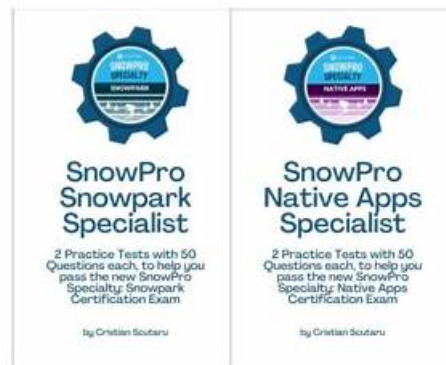 SNOWPRO
SPECIALTY
SNOWPARK
SnowPro
Snowpark
Specialist
2 Practice Tests with 50
Questions each, to help you
pass the new SnowPro
Specialty: Snowpark
Certification Exam
by Cristian Scutaru
SNOWPRO
SPECIALTY
NATIVE APPS
SnowPro
Native Apps
Specialist
2 Practice Tests with 50
Questions each, to help you
pass the new SnowPro
Specialty: Native Apps
Certification Exam
by Cristian Scutaru